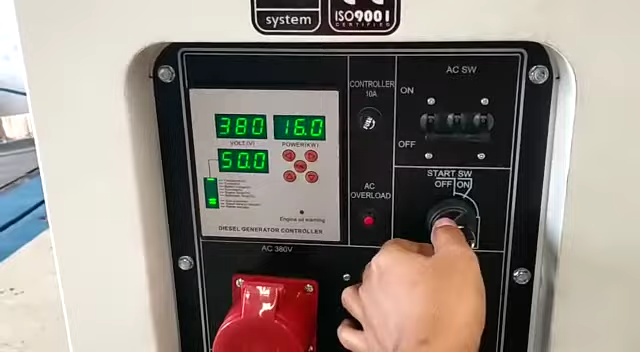 system
ISO9001
CERTIFIED
CONTROLLER
10A
AC SW
ON
OFF
380
16.0
VOLT(V)
POWER(KW)
50.0
START SW
OFF ON
AC
OVERLOAD
Engine oil warning
DIESEL GENERATOR CONTROLLER
AC 380V